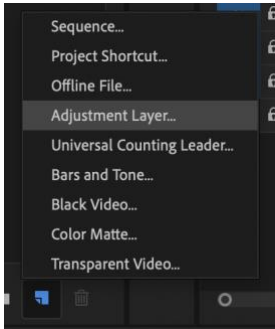 Sequence...
Project Shortcut...
Offline File...
Adjustment Layer...
Universal Counting Leader...
Bars and Tone...
Black Video...
Color Matte...
Transparent Video...